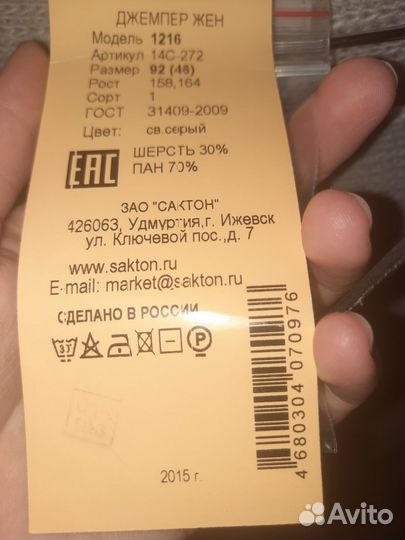 ДЖЕМПЕР ЖЕН
Модель 1216
Артикул 14С-272
Размер 92 (46)
Рост 158,164
Сорт 1
ГОСТ 31409-2009
Цвет: св.серый
EAC
ШЕРСТЬ 30%
ПАН 70%
ЗАО "САКТОН"
426063, Удмуртия,г. Ижевск
ул. Ключевой пос.,д. 7
www.sakton.ru
E-mail: market@sakton.ru
СДЕЛАНО В РОССИИ
37
P
4 680304 070976
2015 г.
Avito